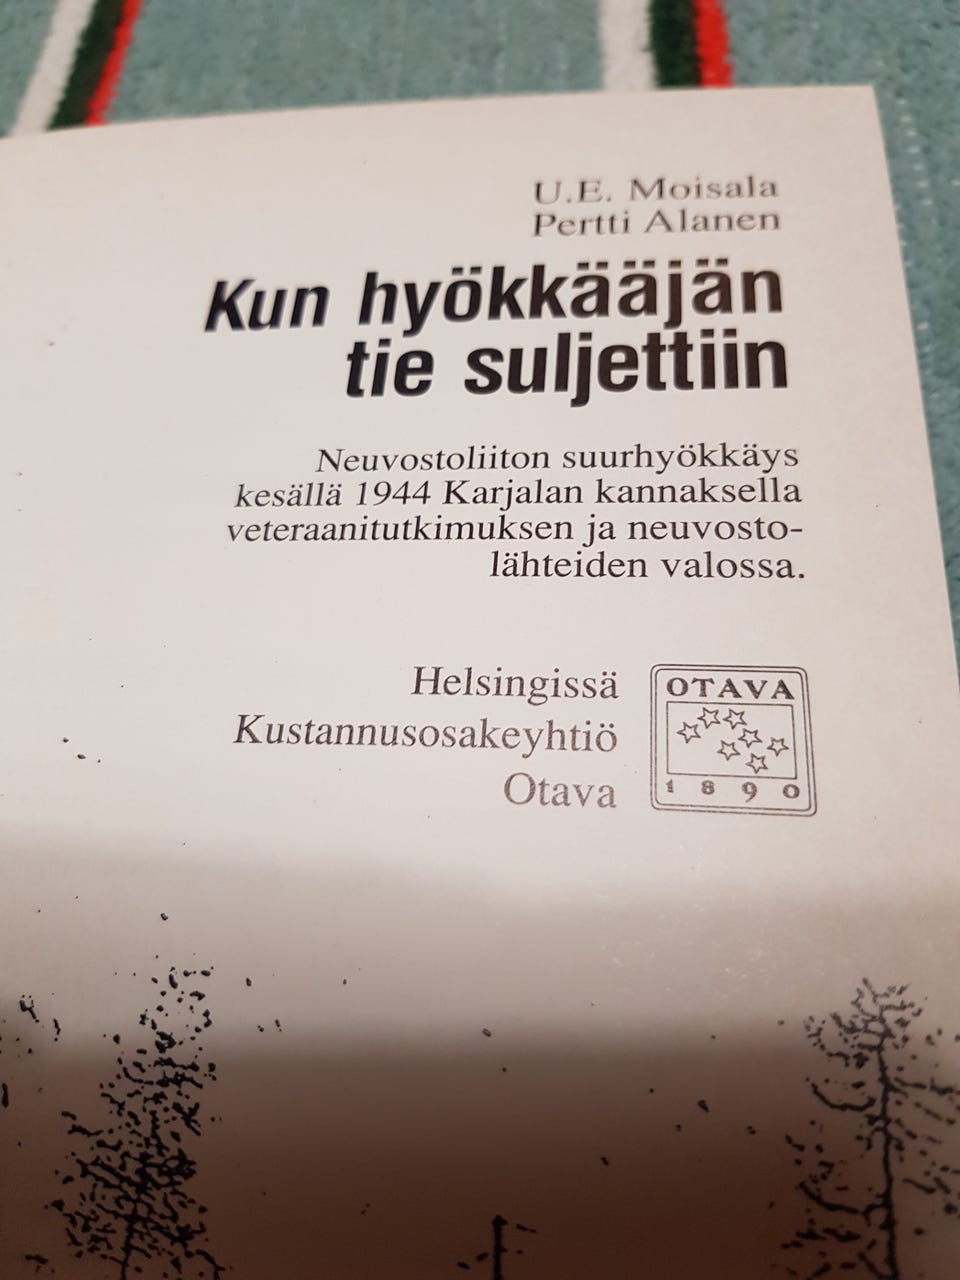 U.E. Moisala
Pertti Alanen
Kun hyökkääjän
tie suljettiin
Neuvostoliiton suurhyökkäys
kesällä 1944 Karjalan kannaksella
veteraanitutkimuksen ja neuvosto-
lähteiden valossa.
Helsingissä
Kustannusosakeyhtiö
Otava
OTAVA
1890